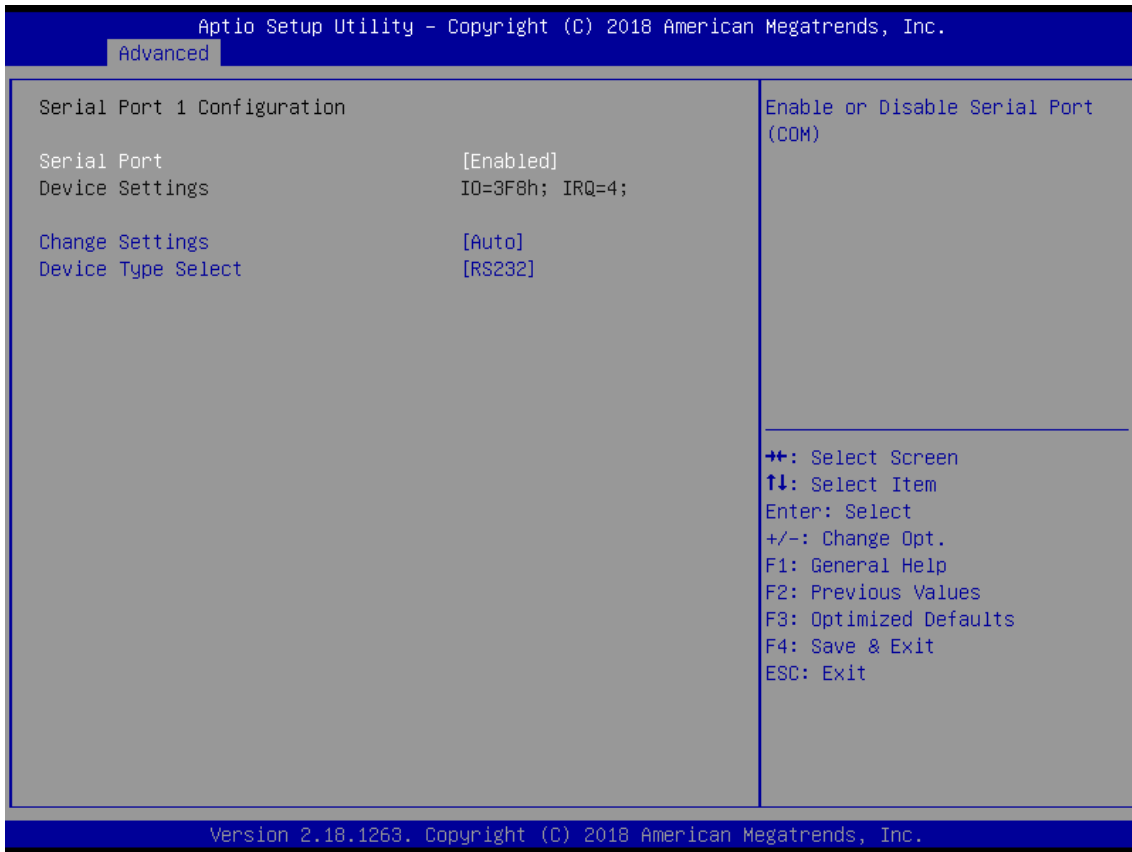 Aptio Setup Utility – Copyright (C) 2018 American Megatrends, Inc.
Advanced
Serial Port 1 Configuration
Serial Port [Enabled]
Device Settings IO=3F8h; IRQ=4;
Change Settings [Auto]
Device Type Select [RS232]
Enable or Disable Serial Port
(COM)
→←: Select Screen
↑↓: Select Item
Enter: Select
+/-: Change Opt.
F1: General Help
F2: Previous Values
F3: Optimized Defaults
F4: Save & Exit
ESC: Exit
Version 2.18.1263. Copyright (C) 2018 American Megatrends, Inc.